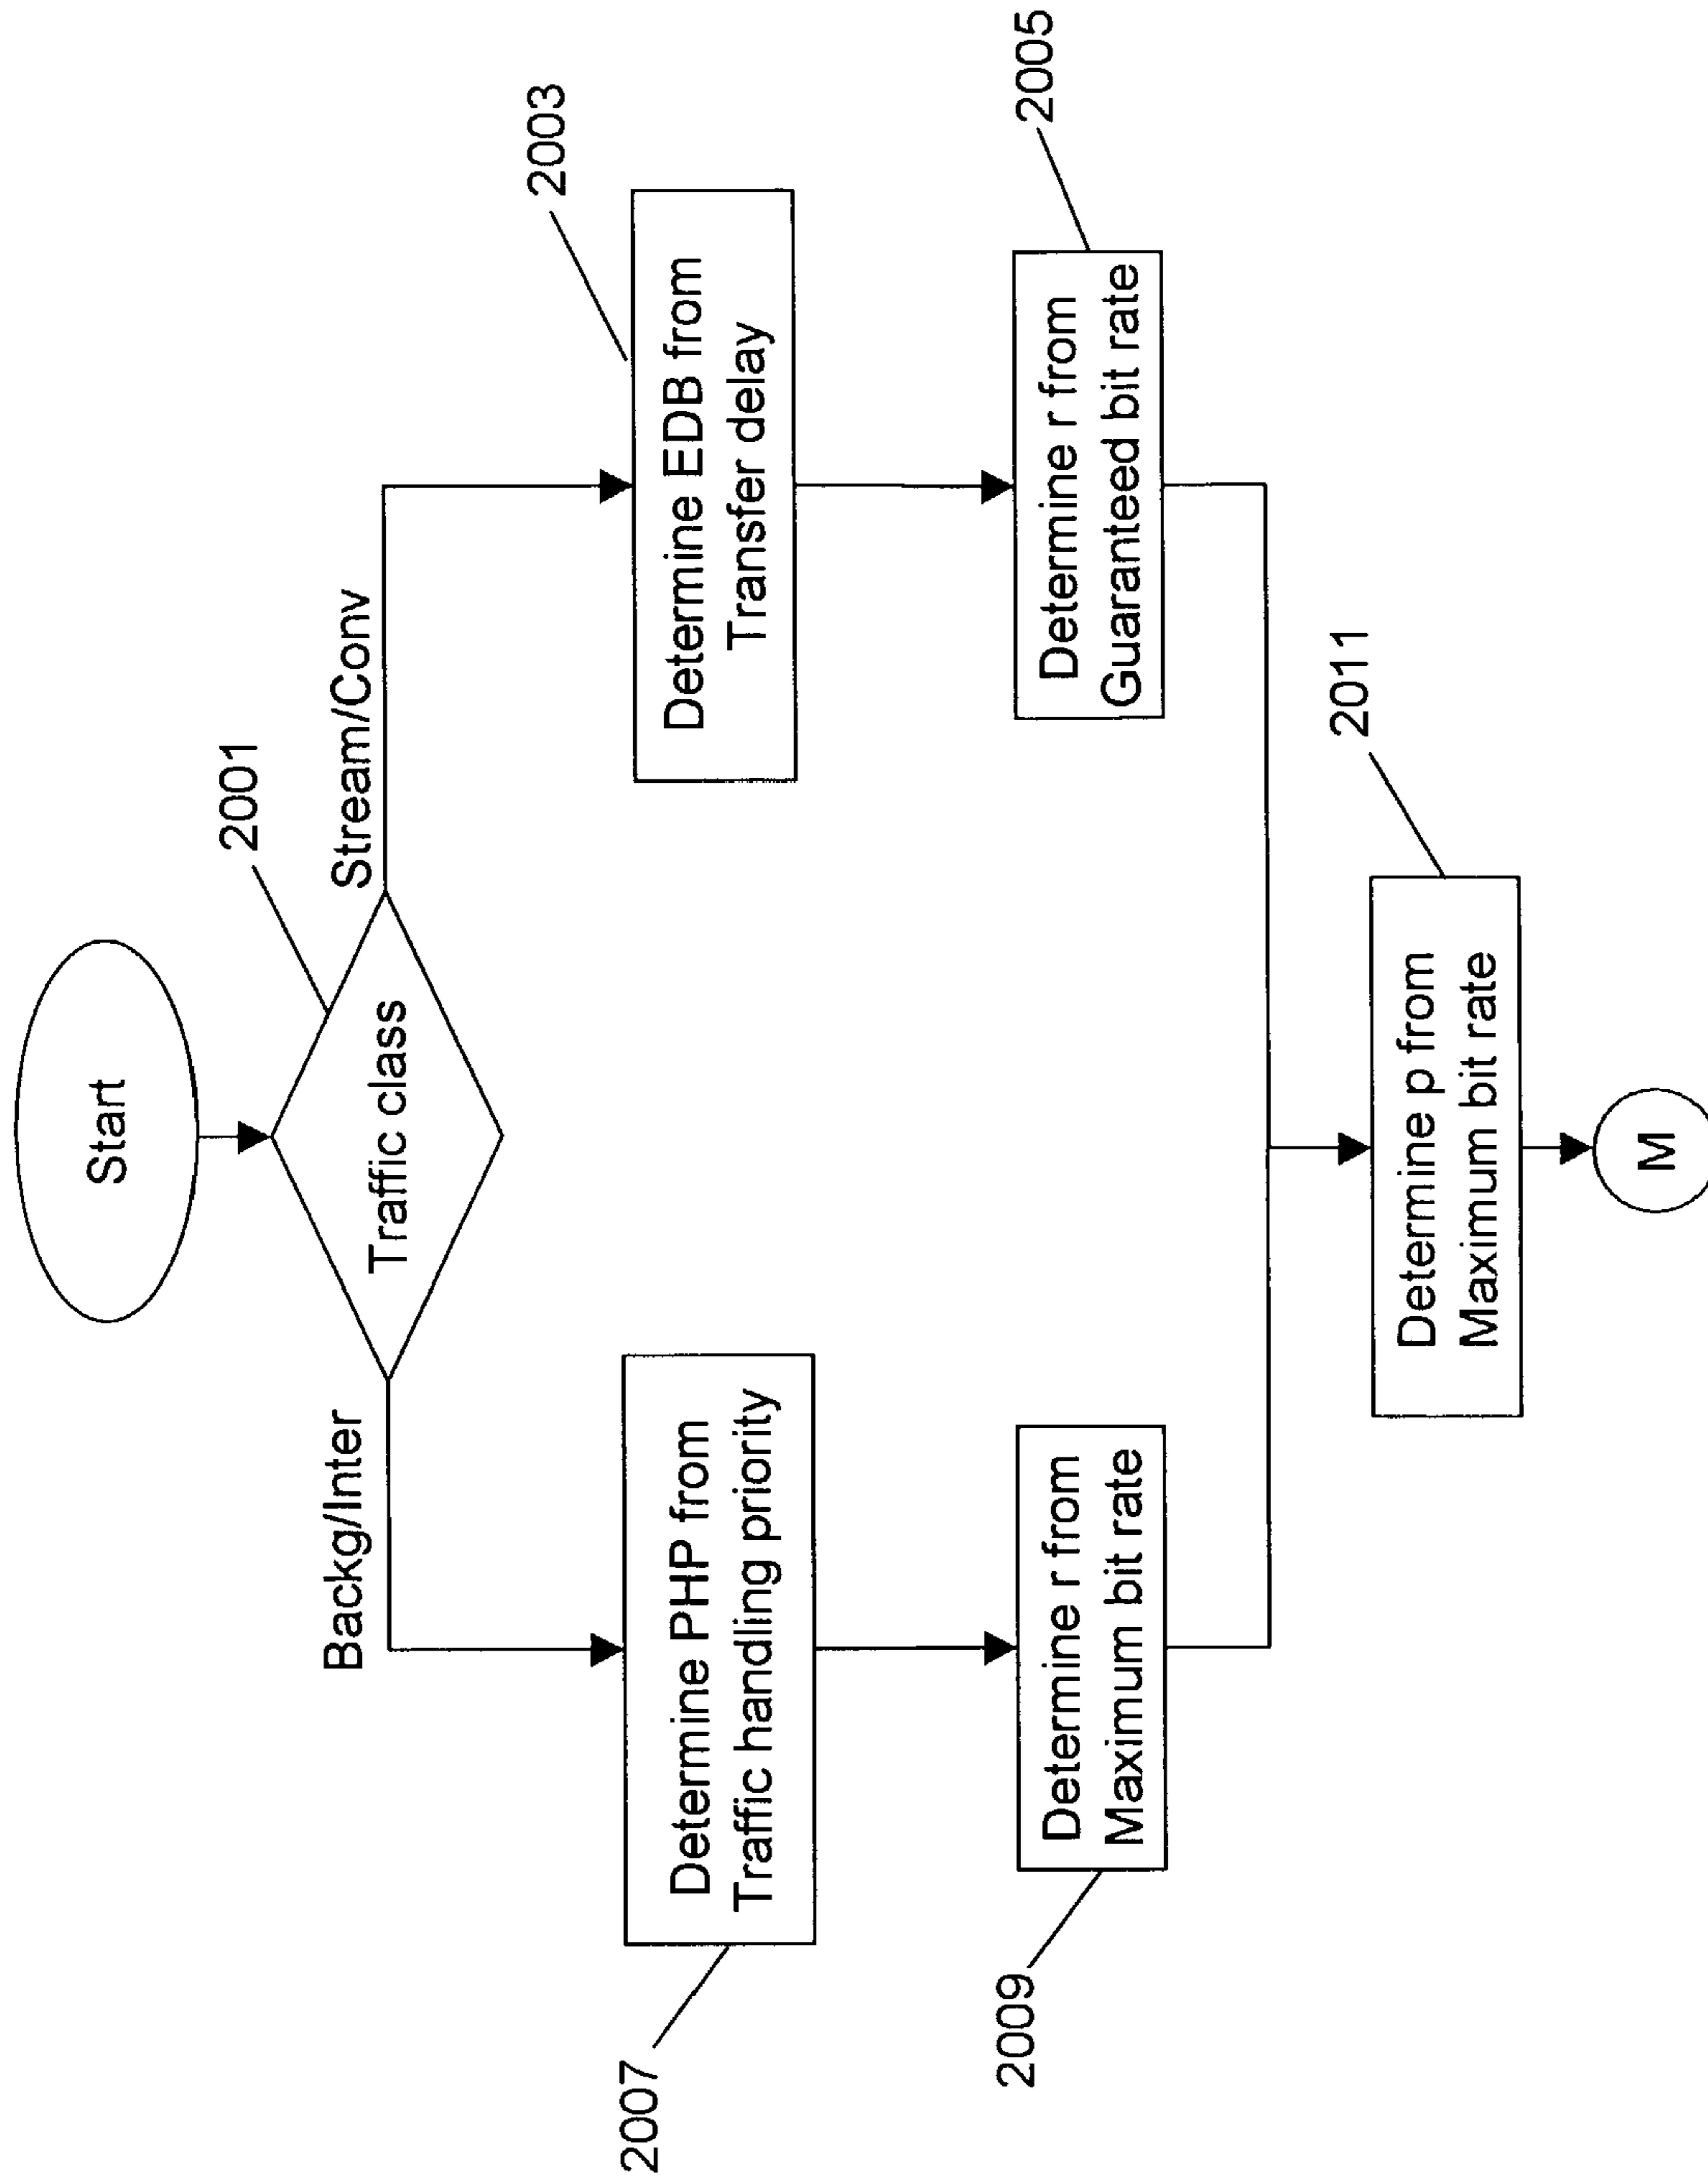 Start
2001
Traffic class
Backg/Inter
Stream/Conv
2003
Determine EDB from
Transfer delay
2005
Determine r from
Guaranteed bit rate
2007
Determine PHP from
Traffic handling priority
2009
Determine r from
Maximum bit rate
2011
Determine p from
Maximum bit rate
M